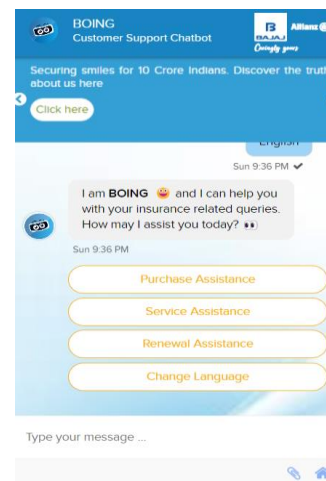 BOING
Customer Support Chatbot
BAJAJ
Allianz
Caringly yours
Securing smiles for 10 Crore Indians. Discover the trut
about us here
Click here
English
Sun 9:36 PM
I am BOING 😀 and I can help you
with your insurance related queries.
How may I assist you today? 👀
Sun 9:36 PM
Purchase Assistance
Service Assistance
Renewal Assistance
Change Language
Type your message ...